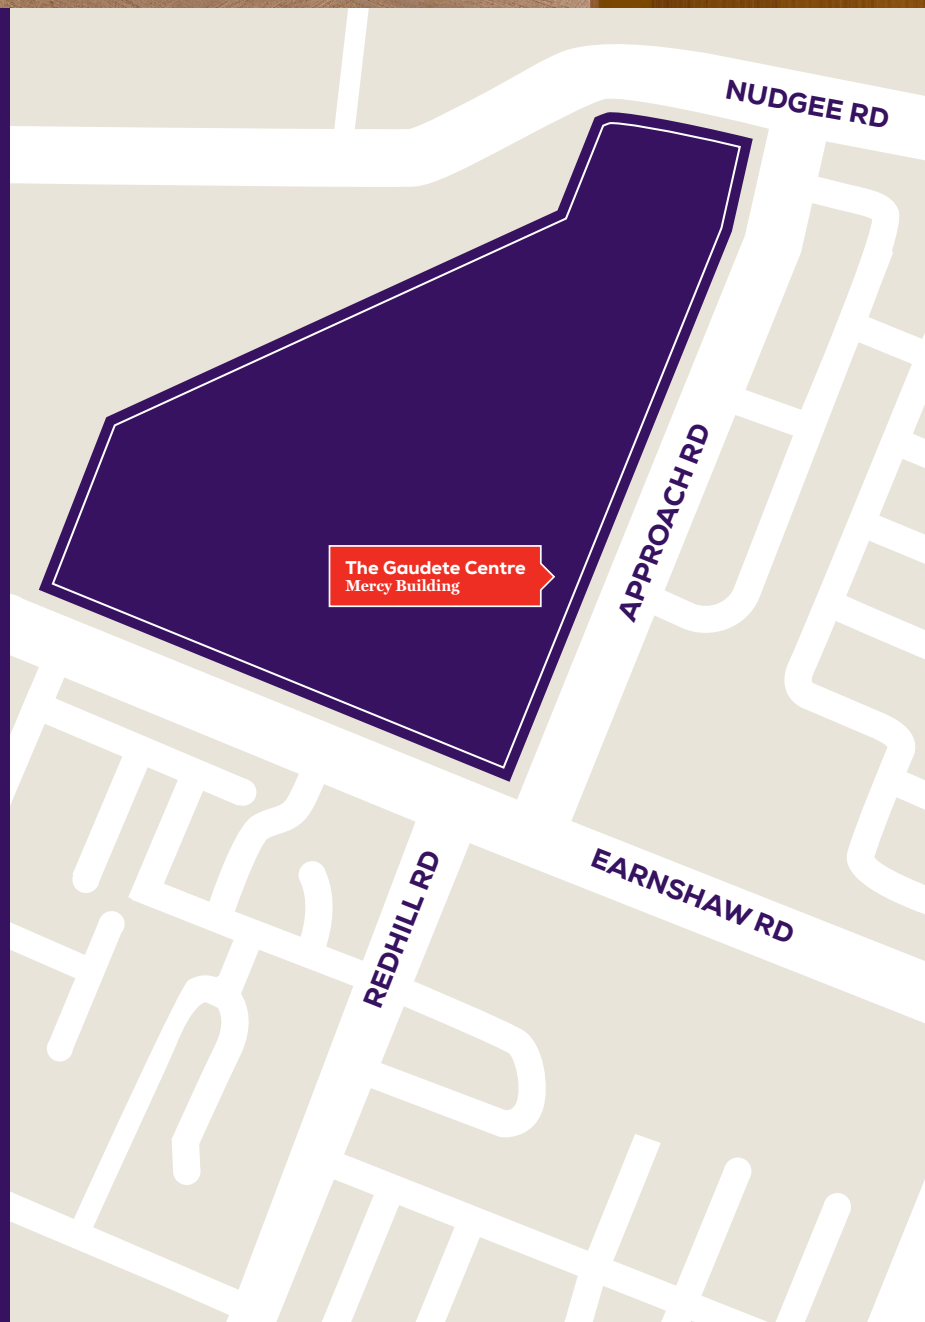 NUDGEE RD
APPROACH RD
The Gaudete Centre
Mercy Building
EARNSHAW RD
REDHILL RD